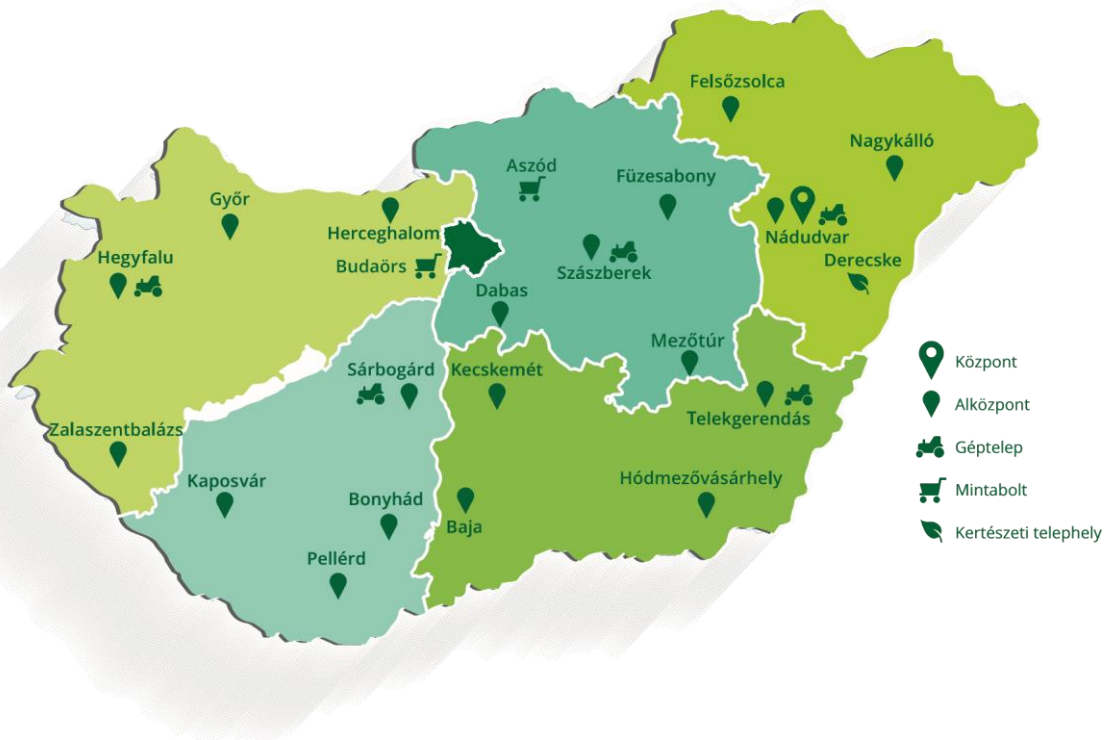 Felsőzsolca
Nagykálló
Aszód
Füzesabony
Győr
Herceghalom
Nádudvar
Hegyfalu
Budaörs
Szászberek
Derecske
Dabas
Mezőtúr
Sárbogárd
Kecskemét
Telekgerendás
Zalaszentbalázs
Kaposvár
Bonyhád
Baja
Hódmezővásárhely
Pellérd
Központ
Alközpont
Géptelep
Mintabolt
Kertészeti telephely